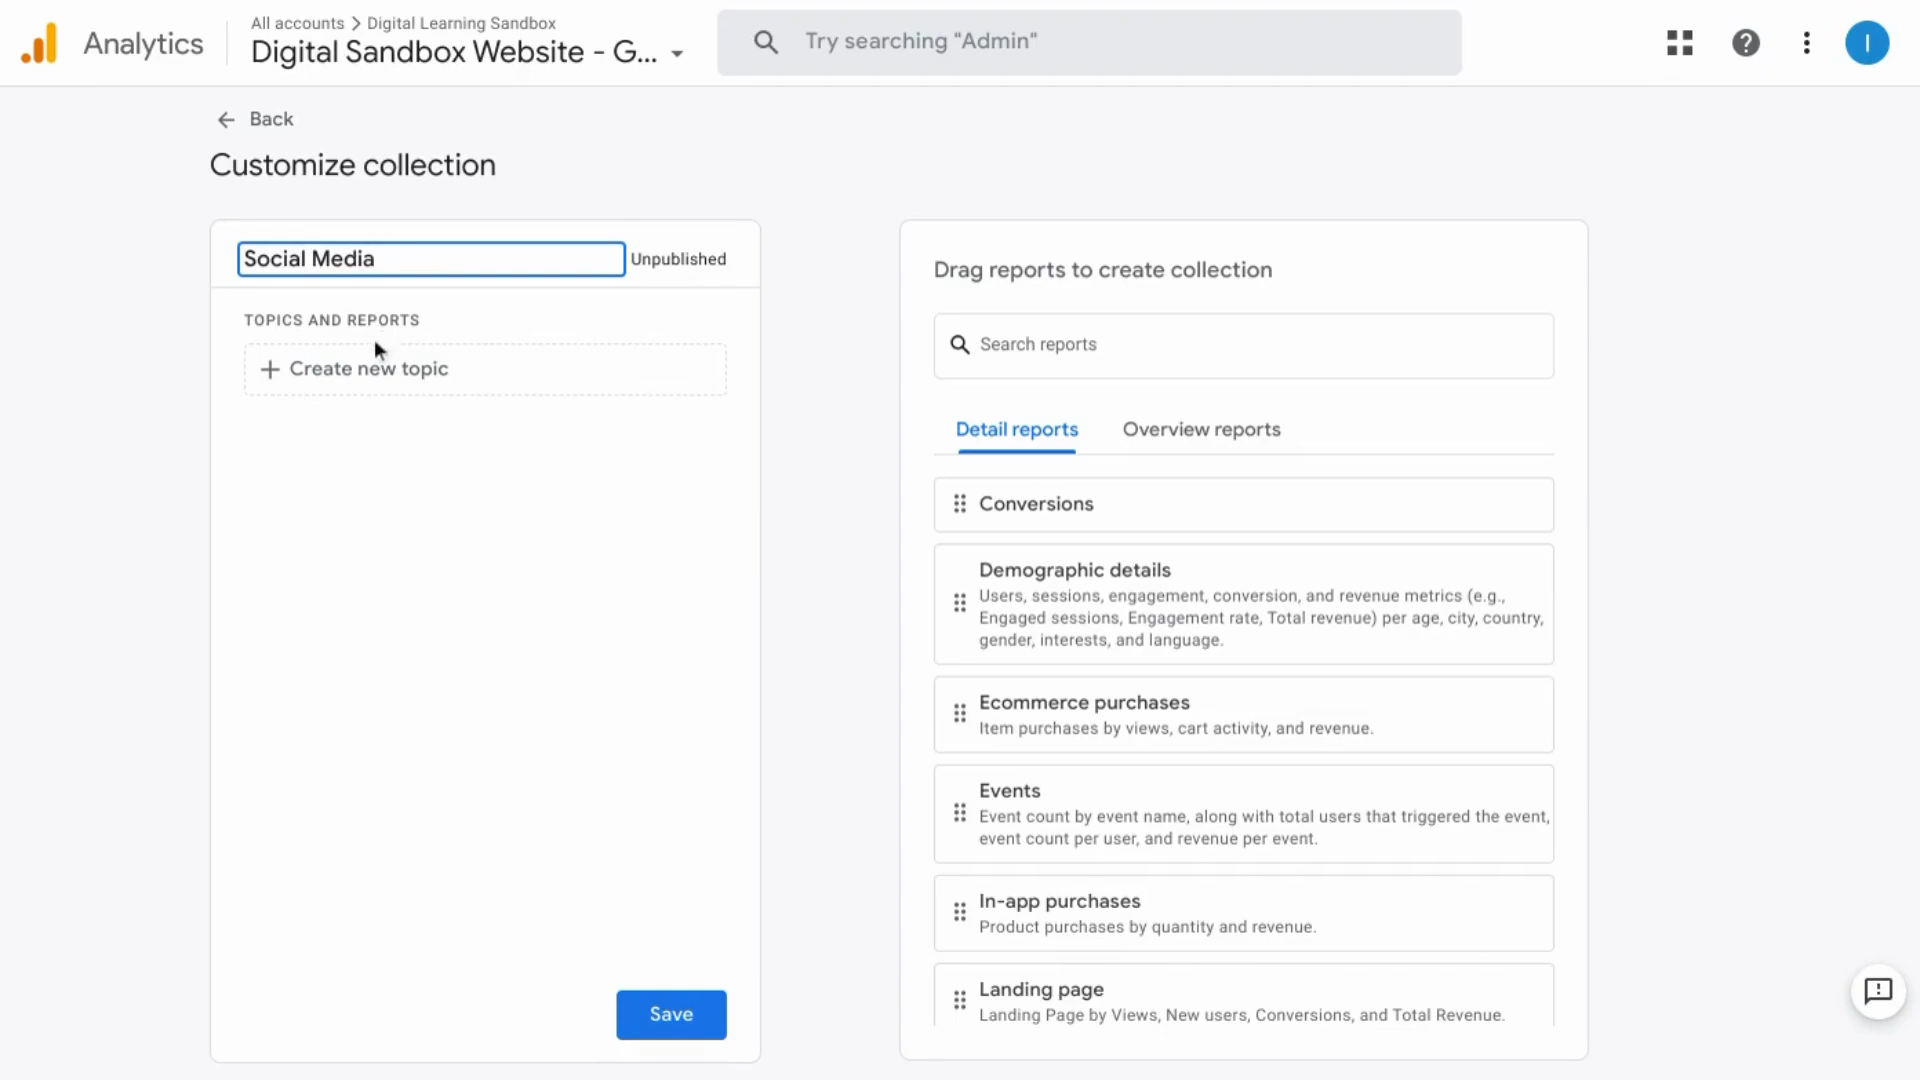 Analytics
All accounts > Digital Learning Sandbox
Digital Sandbox Website - G...
Try searching "Admin"
I
Back
Customize collection
Social Media
Unpublished
TOPICS AND REPORTS
+ Create new topic
Save
Drag reports to create collection
Search reports
Detail reports
Overview reports
Conversions
Demographic details
Users, sessions, engagement, conversion, and revenue metrics (e.g.,
Engaged sessions, Engagement rate, Total revenue) per age, city, country,
gender, interests, and language.
Ecommerce purchases
Item purchases by views, cart activity, and revenue.
Events
Event count by event name, along with total users that triggered the event,
event count per user, and revenue per event.
In-app purchases
Product purchases by quantity and revenue.
Landing page
Landing Page by Views, New users, Conversions, and Total Revenue.